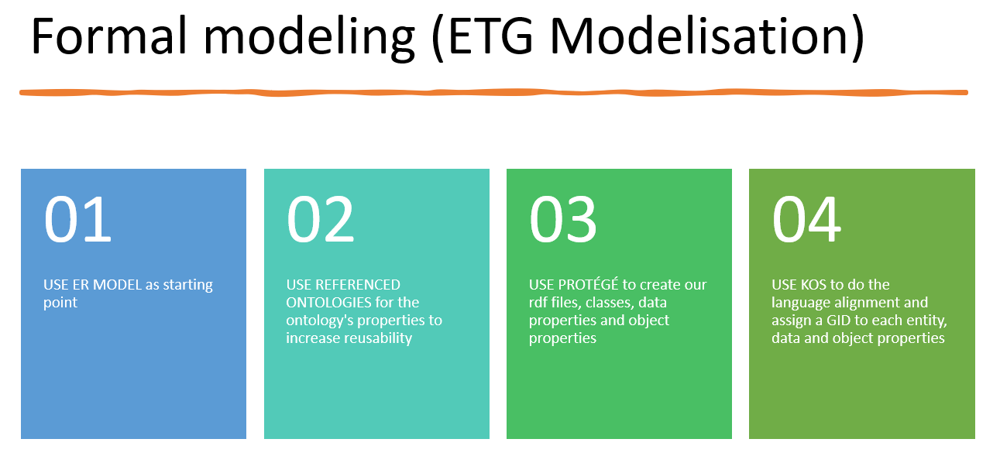 Formal modeling (ETG Modelisation)
01
USE ER MODEL as starting
point
02
USE REFERENCED
ONTOLOGIES for the
ontology's properties to
increase reusability
03
USE PROTÉGÉ to create our
rdf files, classes, data
properties and object
properties
04
USE KOS to do the
language alignment and
assign a GID to each entity,
data and object properties